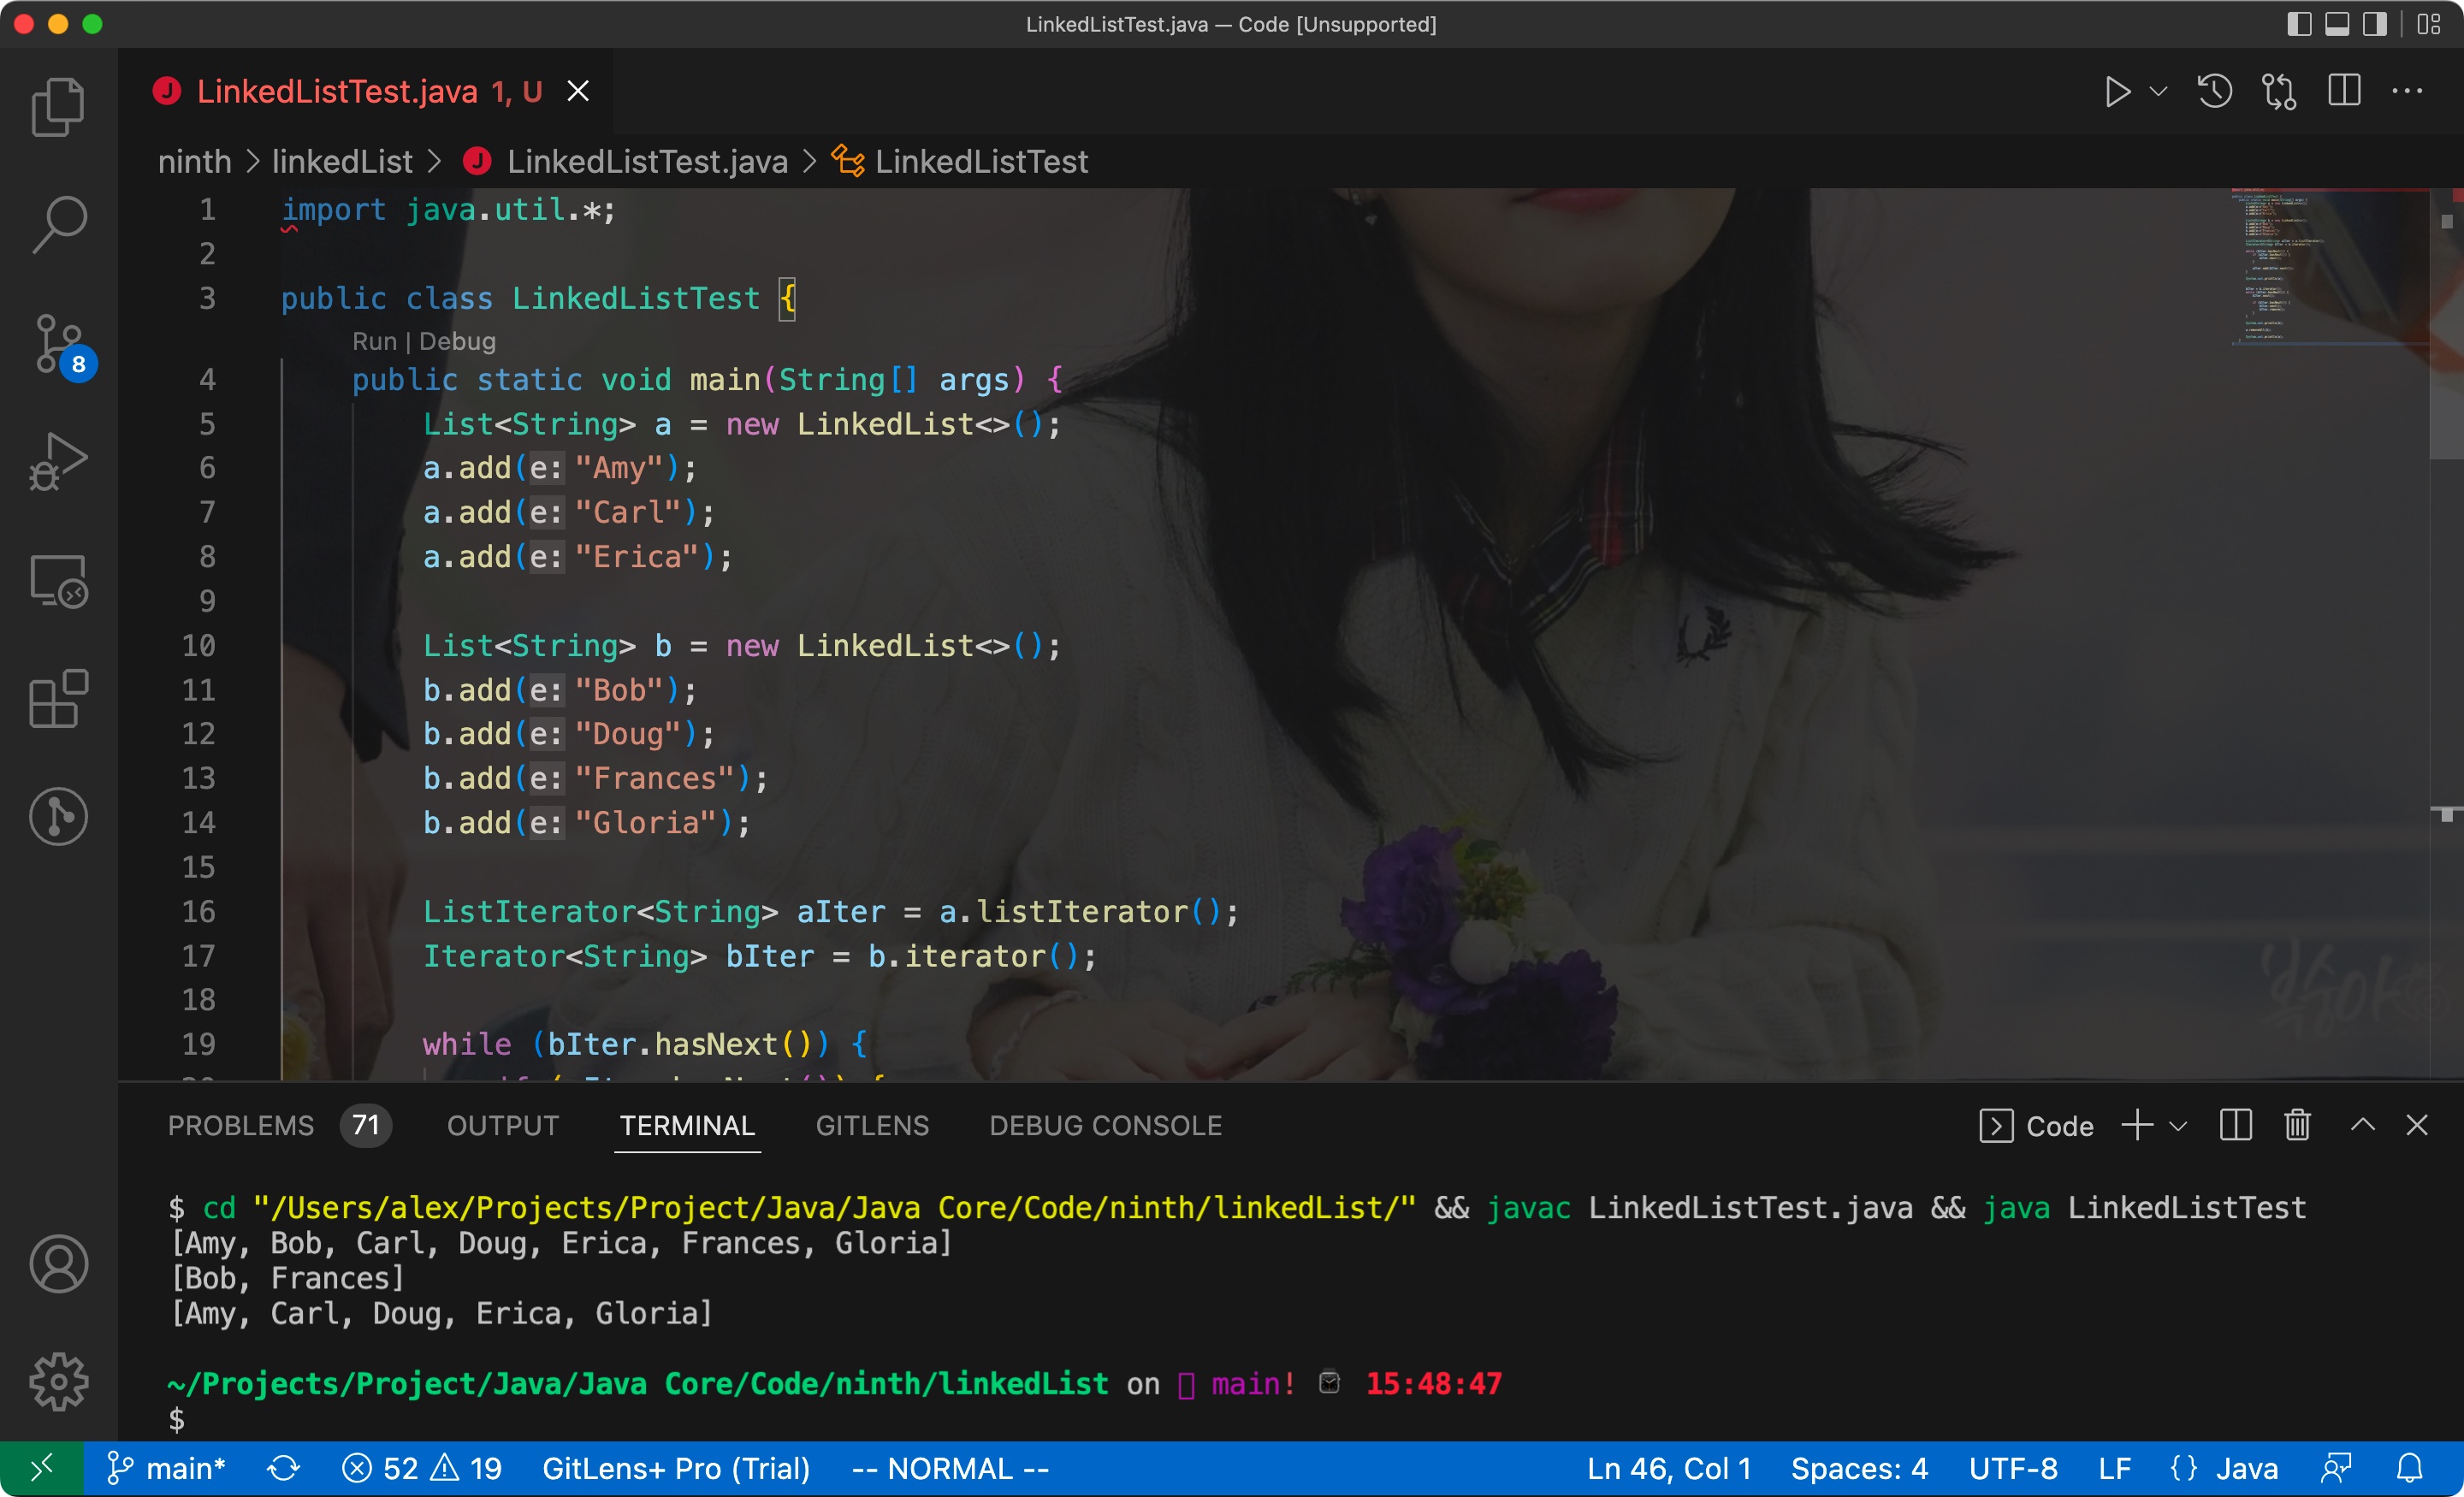 LinkedListTest.java — Code [Unsupported]
LinkedListTest.java 1, U
ninth > linkedList > LinkedListTest.java > LinkedListTest
1 import java.util.*;
2
3 public class LinkedListTest {
Run | Debug
4 public static void main(String[] args) {
5 List<String> a = new LinkedList<>();
6 a.add(e: "Amy");
7 a.add(e: "Carl");
8 a.add(e: "Erica");
9
10 List<String> b = new LinkedList<>();
11 b.add(e: "Bob");
12 b.add(e: "Doug");
13 b.add(e: "Frances");
14 b.add(e: "Gloria");
15
16 ListIterator<String> aIter = a.listIterator();
17 Iterator<String> bIter = b.iterator();
18
19 while (bIter.hasNext()) {
8
PROBLEMS 71 OUTPUT TERMINAL GITLENS DEBUG CONSOLE Code
$ cd "/Users/alex/Projects/Project/Java/Java Core/Code/ninth/linkedList/" && javac LinkedListTest.java && java LinkedListTest
[Amy, Bob, Carl, Doug, Erica, Frances, Gloria]
[Bob, Frances]
[Amy, Carl, Doug, Erica, Gloria]
~/Projects/Project/Java/Java Core/Code/ninth/linkedList on main! 15:48:47
$
main* 52 19 GitLens+ Pro (Trial) -- NORMAL -- Ln 46, Col 1 Spaces: 4 UTF-8 LF {} Java